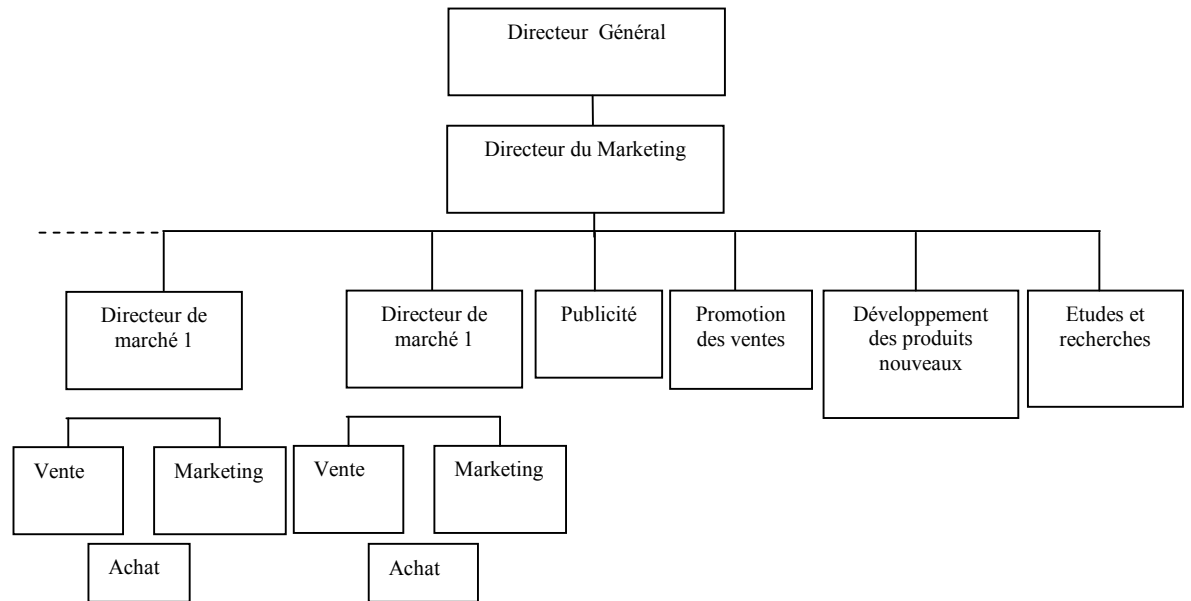 Directeur Général
Directeur du Marketing
Directeur de
marché 1
Directeur de
marché 1
Publicité
Promotion
des ventes
Développement
des produits
nouveaux
Etudes et
recherches
Vente
Marketing
Vente
Marketing
Achat
Achat